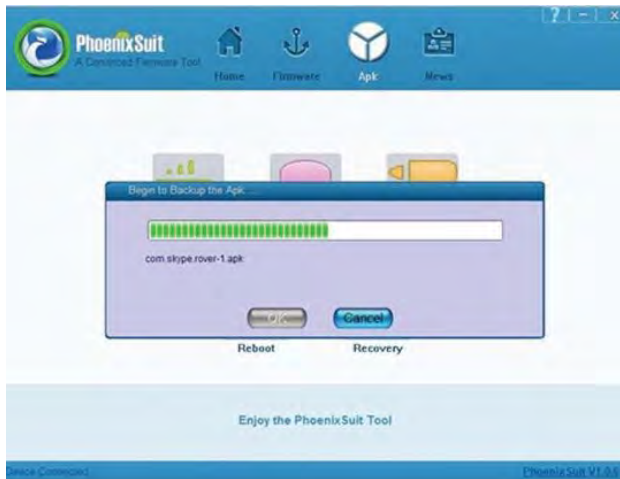 ? - x
PhoenixSuit
A Convinced Firmware Tool
Home Firmware Apk News
Begin to Backup the Apk.....
com.skype.rover-1.apk
OK Cancel
Reboot Recovery
Enjoy the PhoenixSuit Tool
Device Connected
PhoenixSuit V1.0.6